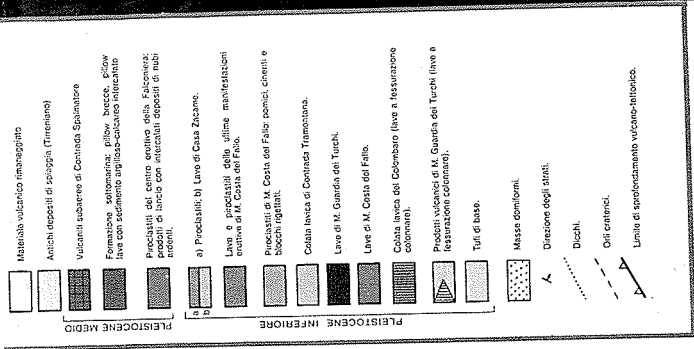 Materiale vulcanico rimaneggiato
Antichi depositi di spiaggia (Tirreniano)
PLEISTOCENE MEDIO
Vulcaniti subaeree di Contrada Spalmatore
Formazione sottomarina: pillow brecce, pillow
lave con sedimento argilloso-calcareo intercalato
Piroclastiti del centro eruttivo della Falconiera:
prodotti di lancio con intercalati depositi di nubi
ardenti.
PLEISTOCENE INFERIORE
a
b
a) Piroclastiti; b) Lave di Casa Zacame.
Lave e piroclastiti delle ultime manifestazioni
eruttive di M. Costa del Fallo.
Piroclastiti di M. Costa del Fallo: pomici, cineriti e
blocchi rigettati.
Colata lavica di Contrada Tramontana.
Lave di M. Guardia dei Turchi.
Lave di M. Costa del Fallo.
Colata lavica del Colombaro (lave a fessurazione
colonnare).
Prodotti vulcanici di M. Guardia dei Turchi (lave a
fessurazione colonnare).
Tufi di base.
Masse domiformi.
Direzione degli strati.
Dicchi.
Orli craterici.
Limite di sprofondamento vulcano-tettonico.